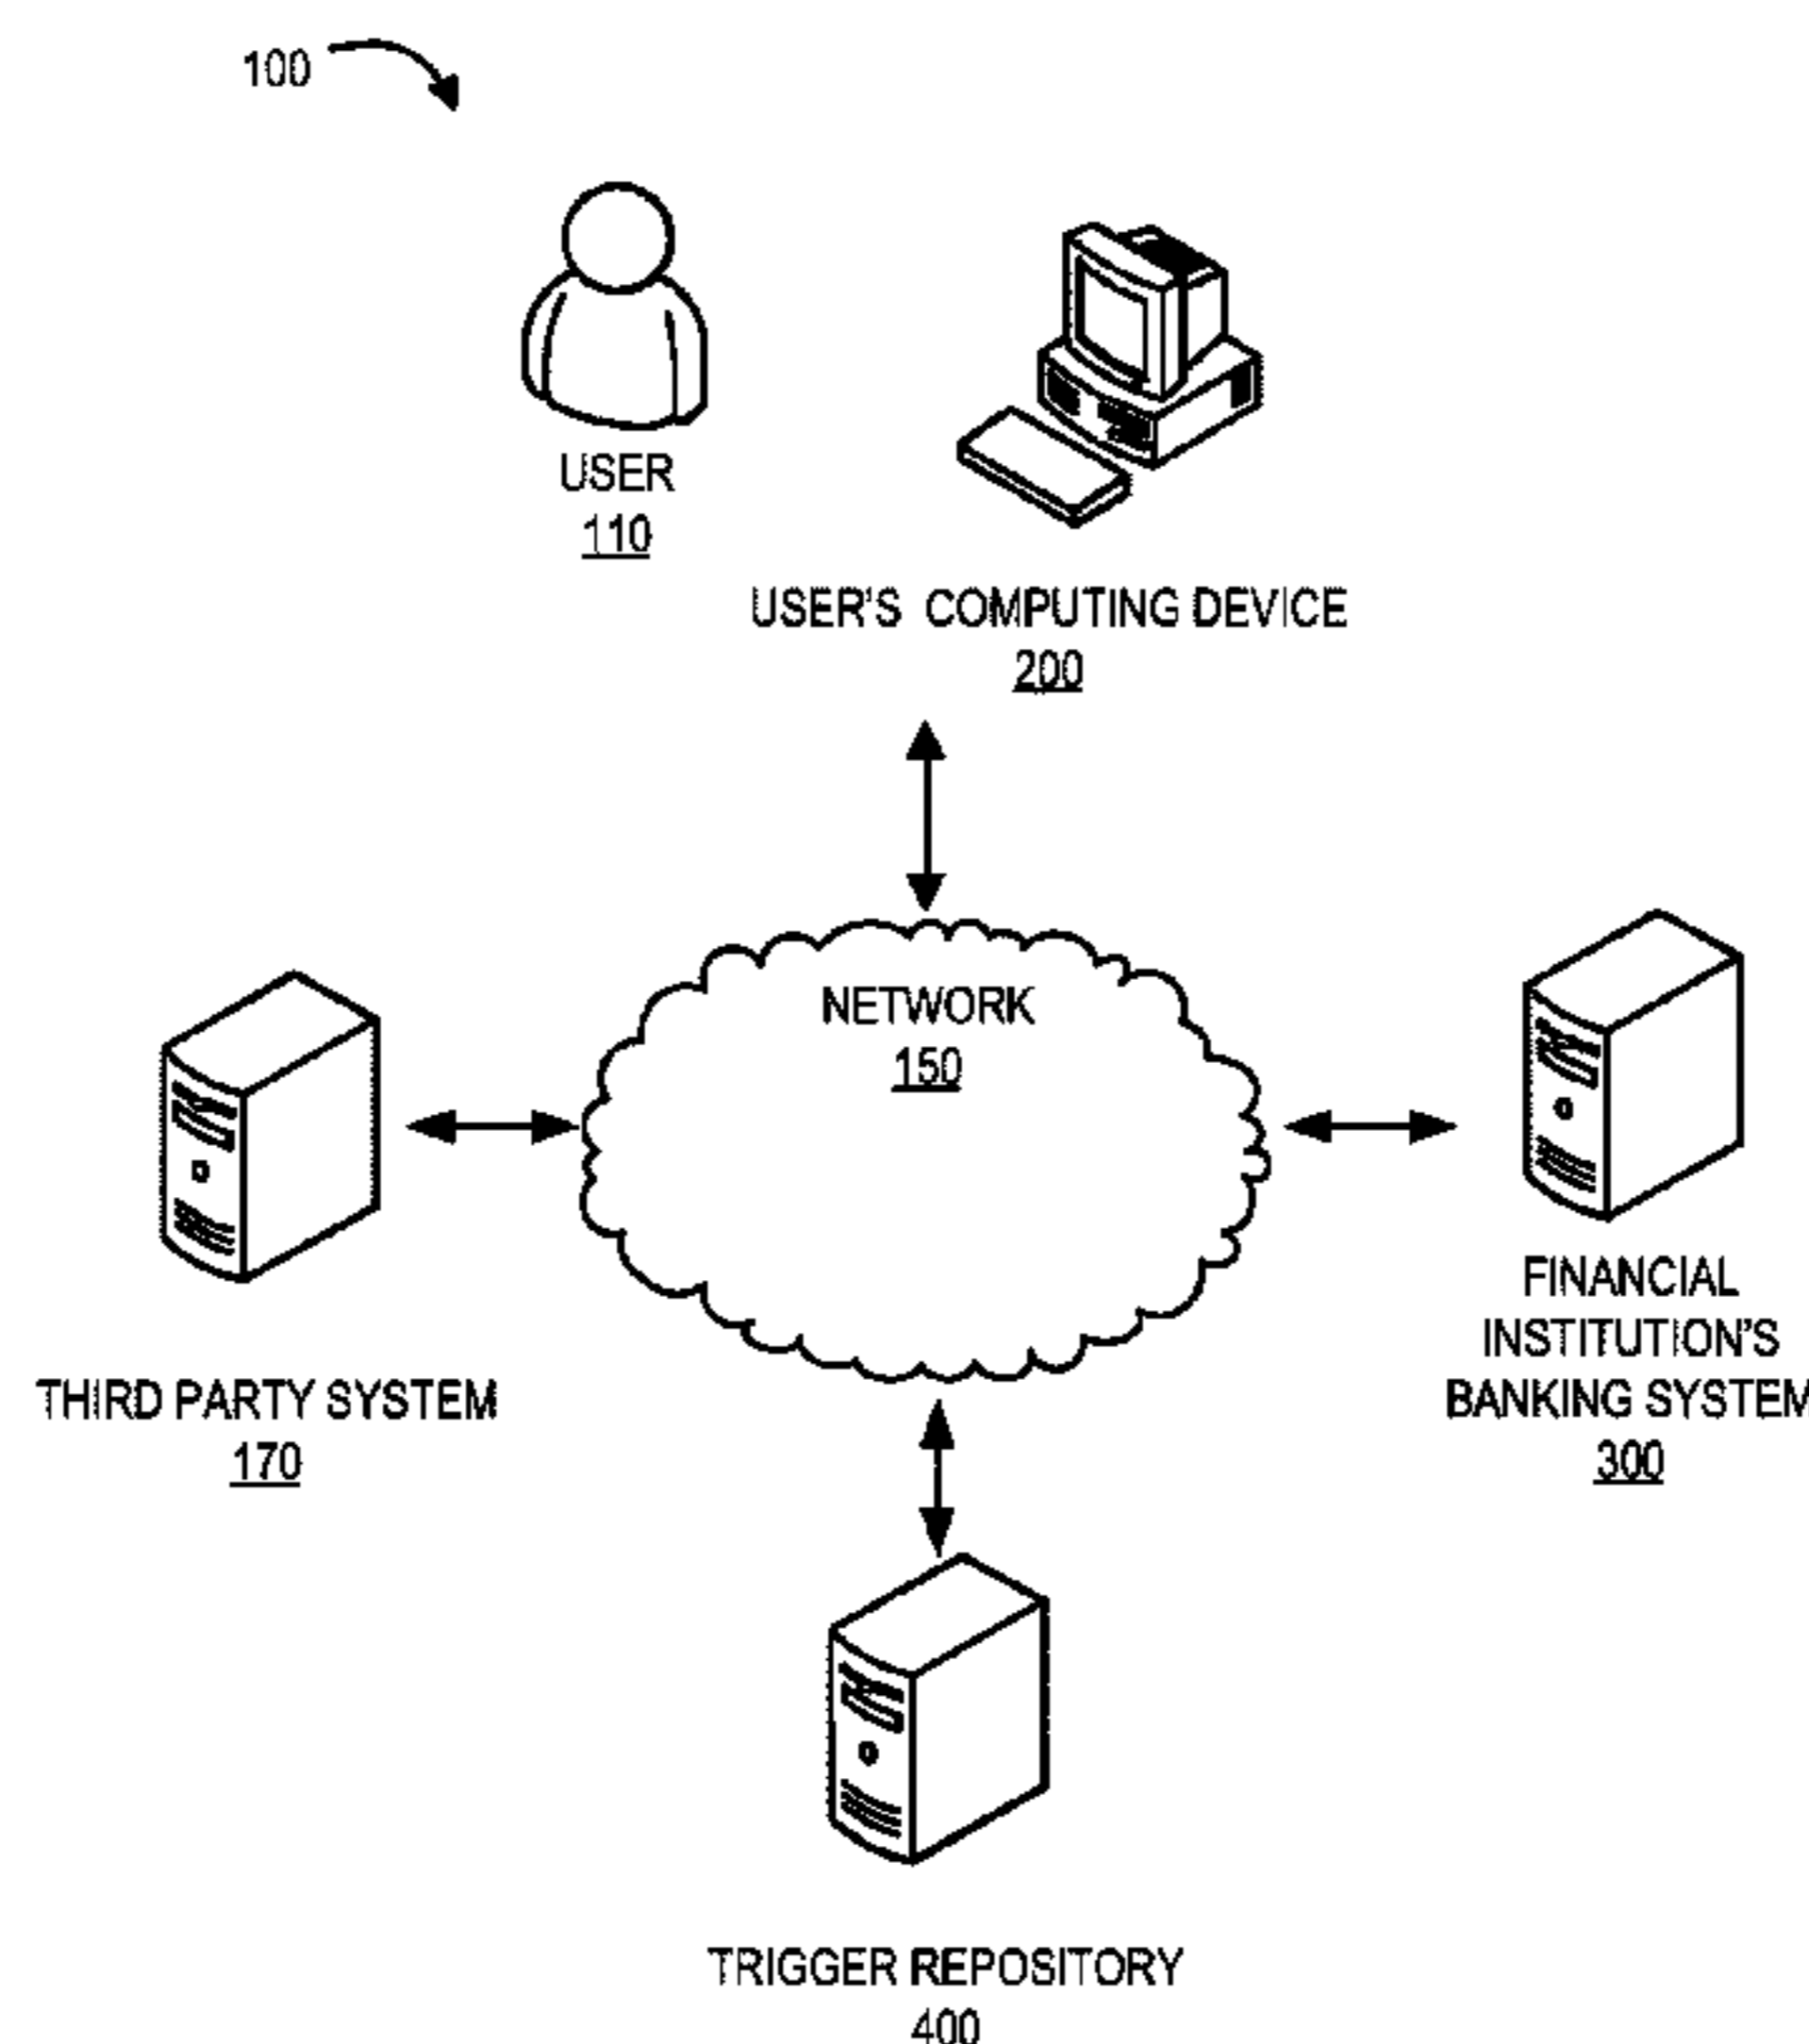 100
USER
110
USER'S COMPUTING DEVICE
200
NETWORK
150
FINANCIAL
INSTITUTION'S
BANKING SYSTEM
300
THIRD PARTY SYSTEM
170
TRIGGER REPOSITORY
400